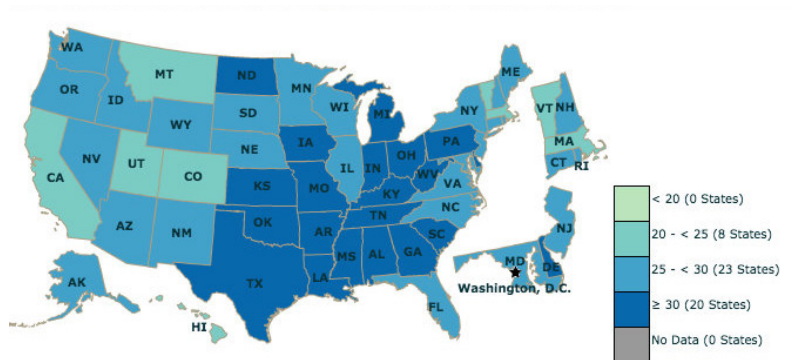 WA
MT
ND
MN
ME
OR
ID
SD
WI
MI
NY
VT
NH
WY
IA
PA
MA
NE
NV
IL
IN
OH
CT
RI
UT
CO
CA
KS
MO
WV
VA
KY
NC
AZ
NM
OK
TN
AR
SC
NJ
MS
AL
GA
TX
LA
AK
FL
HI
MD
DE
Washington, D.C.
< 20 (0 States)
20 - < 25 (8 States)
25 - < 30 (23 States)
≥ 30 (20 States)
No Data (0 States)